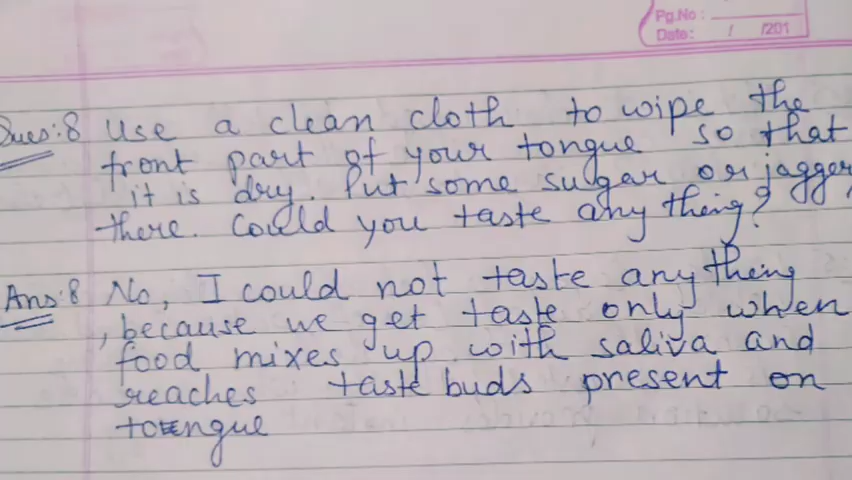 Pg.No:
Date: / /201
Ques:8 Use a clean cloth to wipe the
front part of your tongue so that
it is dry. Put some sugar or jaggery
there. Could you taste any thing?
Ans:8 No, I could not taste any thing
, because we get taste only when
food mixes up with saliva and
reaches taste buds present on
tongue